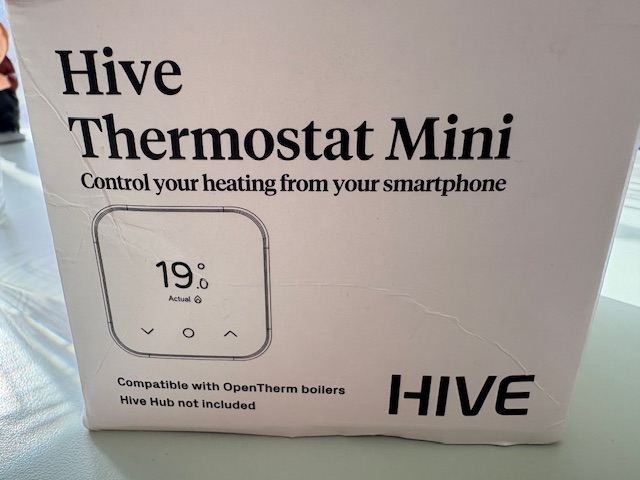 Hive
Thermostat Mini
Control your heating from your smartphone
19.0°
Actual
Compatible with OpenTherm boilers
Hive Hub not included
HIVE